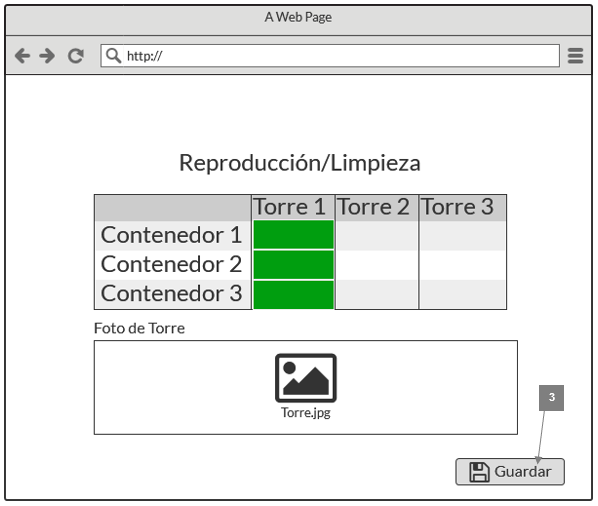 A Web Page
http://
Reproducción/Limpieza
Torre 1 Torre 2 Torre 3
Contenedor 1
Contenedor 2
Contenedor 3
Foto de Torre
Torre.jpg
3
Guardar